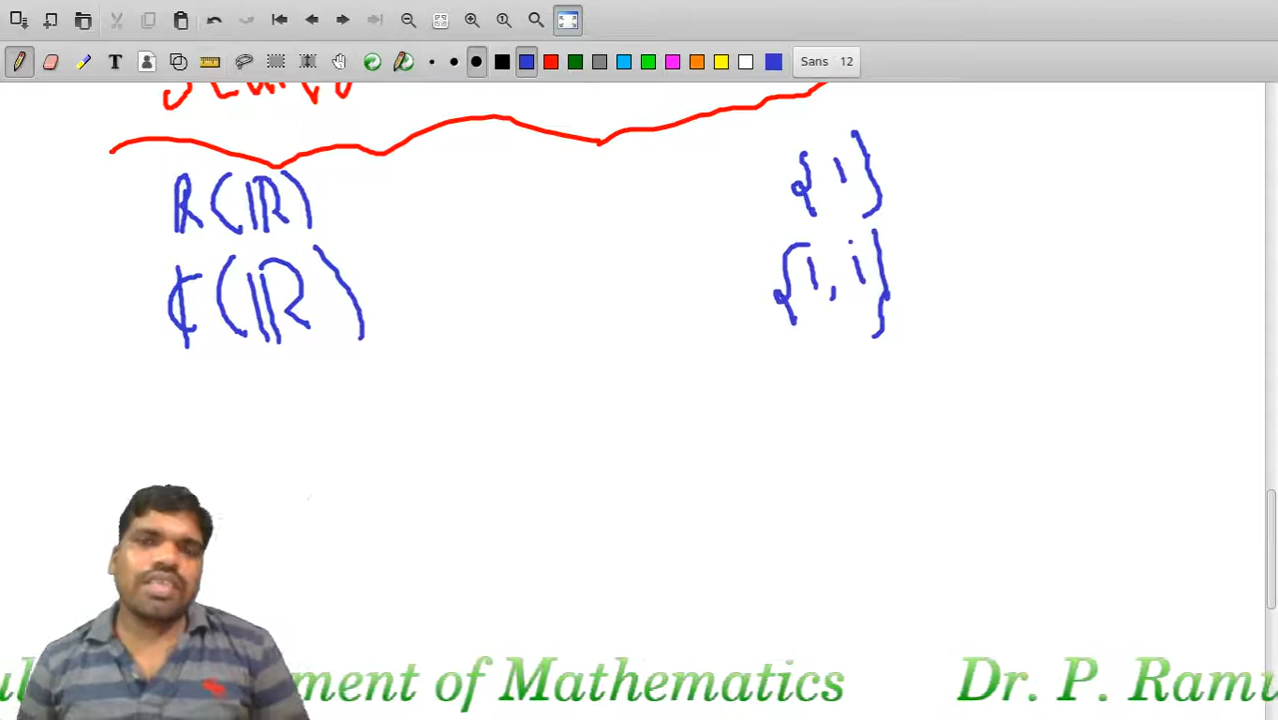 Sans 12
ℝ(ℝ) {1}
ℂ(ℝ) {1, i}
ment of Mathematics Dr. P. Ramu